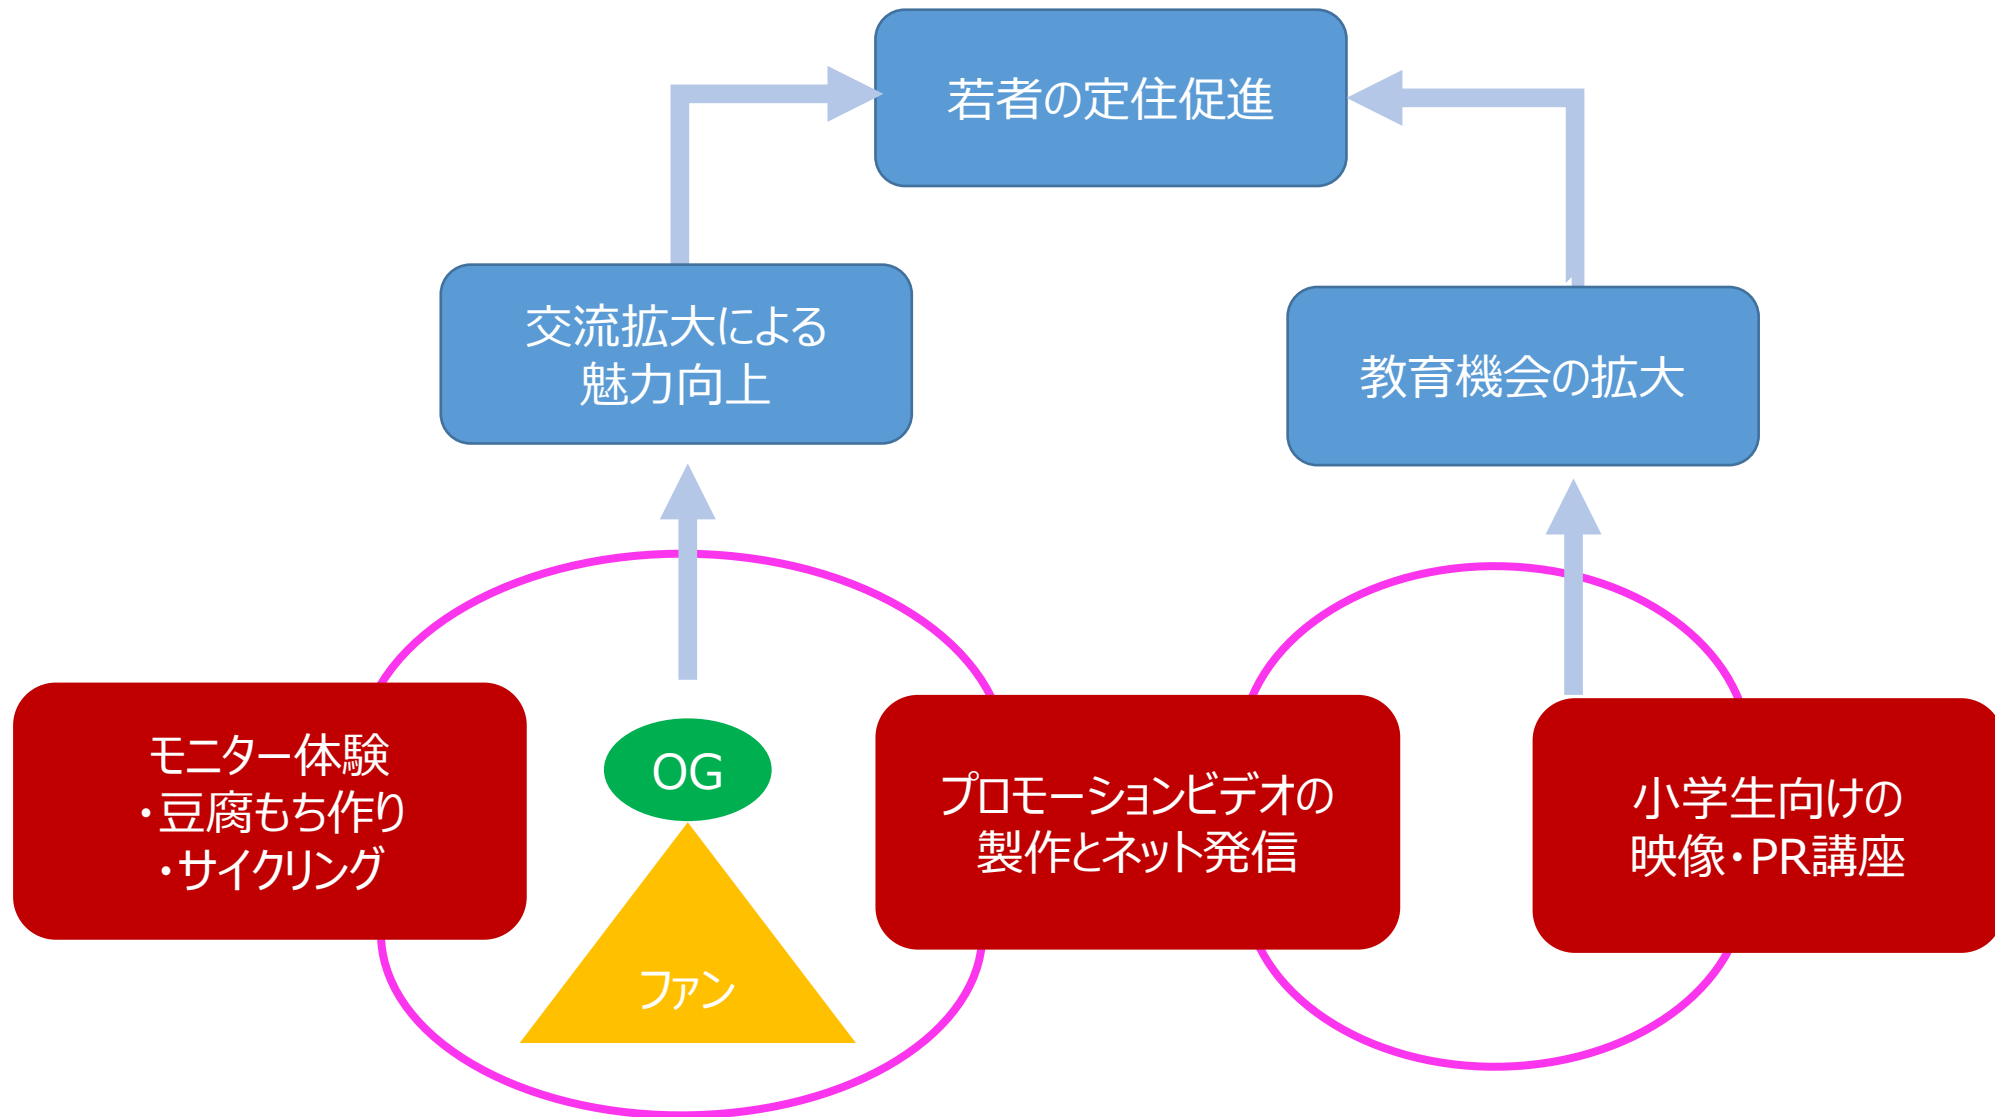 若者の定住促進
交流拡大による
魅力向上
教育機会の拡大
モニター体験
・豆腐もち作り
・サイクリング
OG
ファン
プロモーションビデオの
製作とネット発信
小学生向けの
映像・PR講座